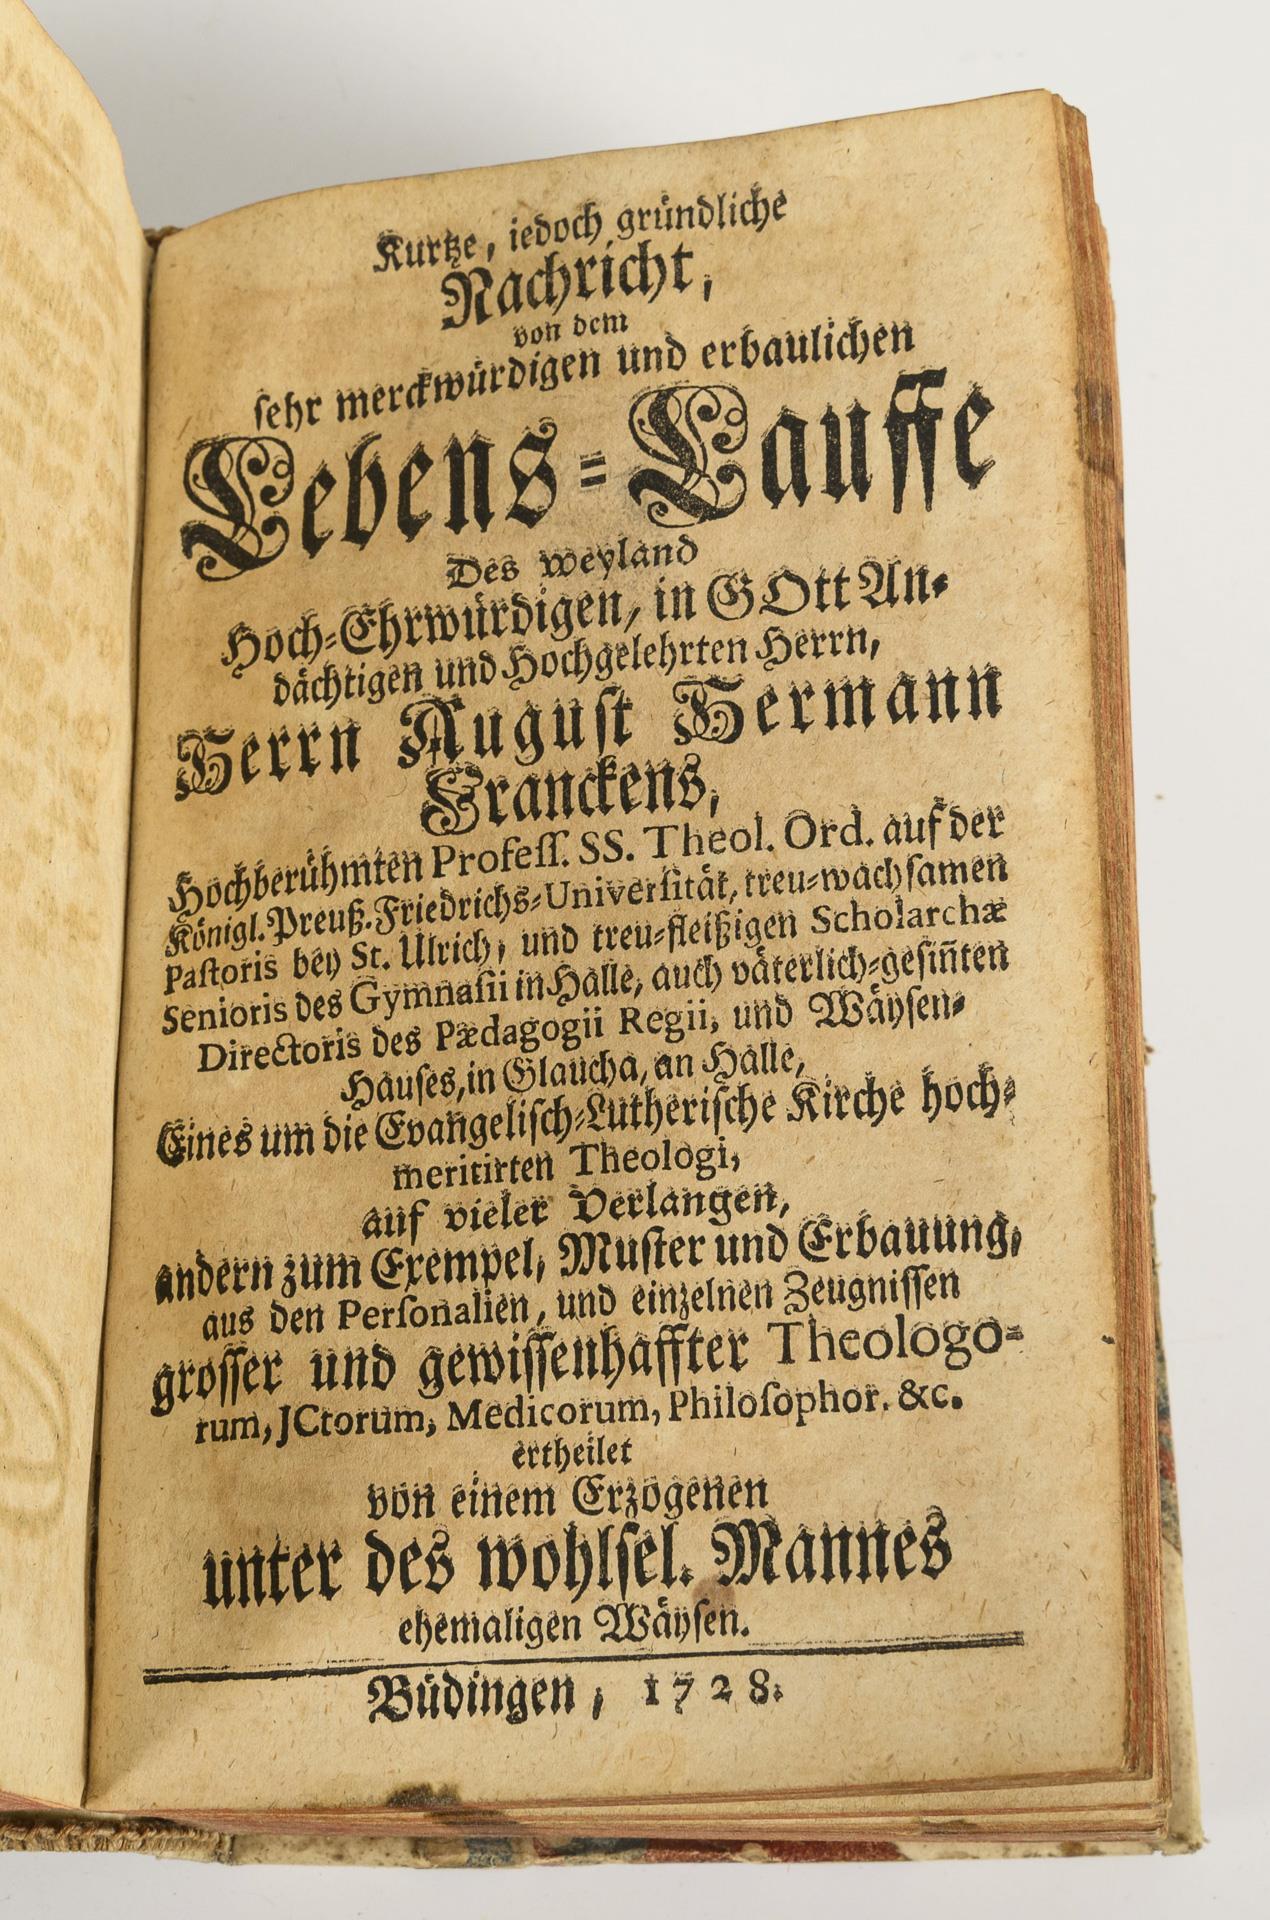 Kurtze, iedoch gründliche
Nachricht,
von dem
sehr merckwürdigen und erbaulichen
Lebens-Lauffe
Des weyland
Hoch-Ehrwürdigen, in GOtt An-
dächtigen und Hochgelehrten Herrn,
Herrn August Hermann
Franckens,
Hochberühmten Profess. SS. Theol. Ord. auf der
Königl. Preuß. Friedrichs-Universität, treu-wachsamen
Pastoris bey St. Ulrich, und treu-fleißigen Scholarchæ
Senioris des Gymnasii in Halle, auch väterlich-gesiñten
Directoris des Pædagogii Regii, und Wäysen-
Hauses, in Glaucha, an Halle,
Eines um die Evangelisch-Lutherische Kirche hoch-
meritirten Theologi,
auf vieler Verlangen,
andern zum Exempel, Muster und Erbauung,
aus den Personalien, und einzelnen Zeugnissen
grosser und gewissenhaffter Theologo-
rum, JCtorum, Medicorum, Philosophor. &c.
ertheilet
von einem Erzogenen
unter des wohlsel. Mannes
ehemaligen Wäysen.
Büdingen, 1728.